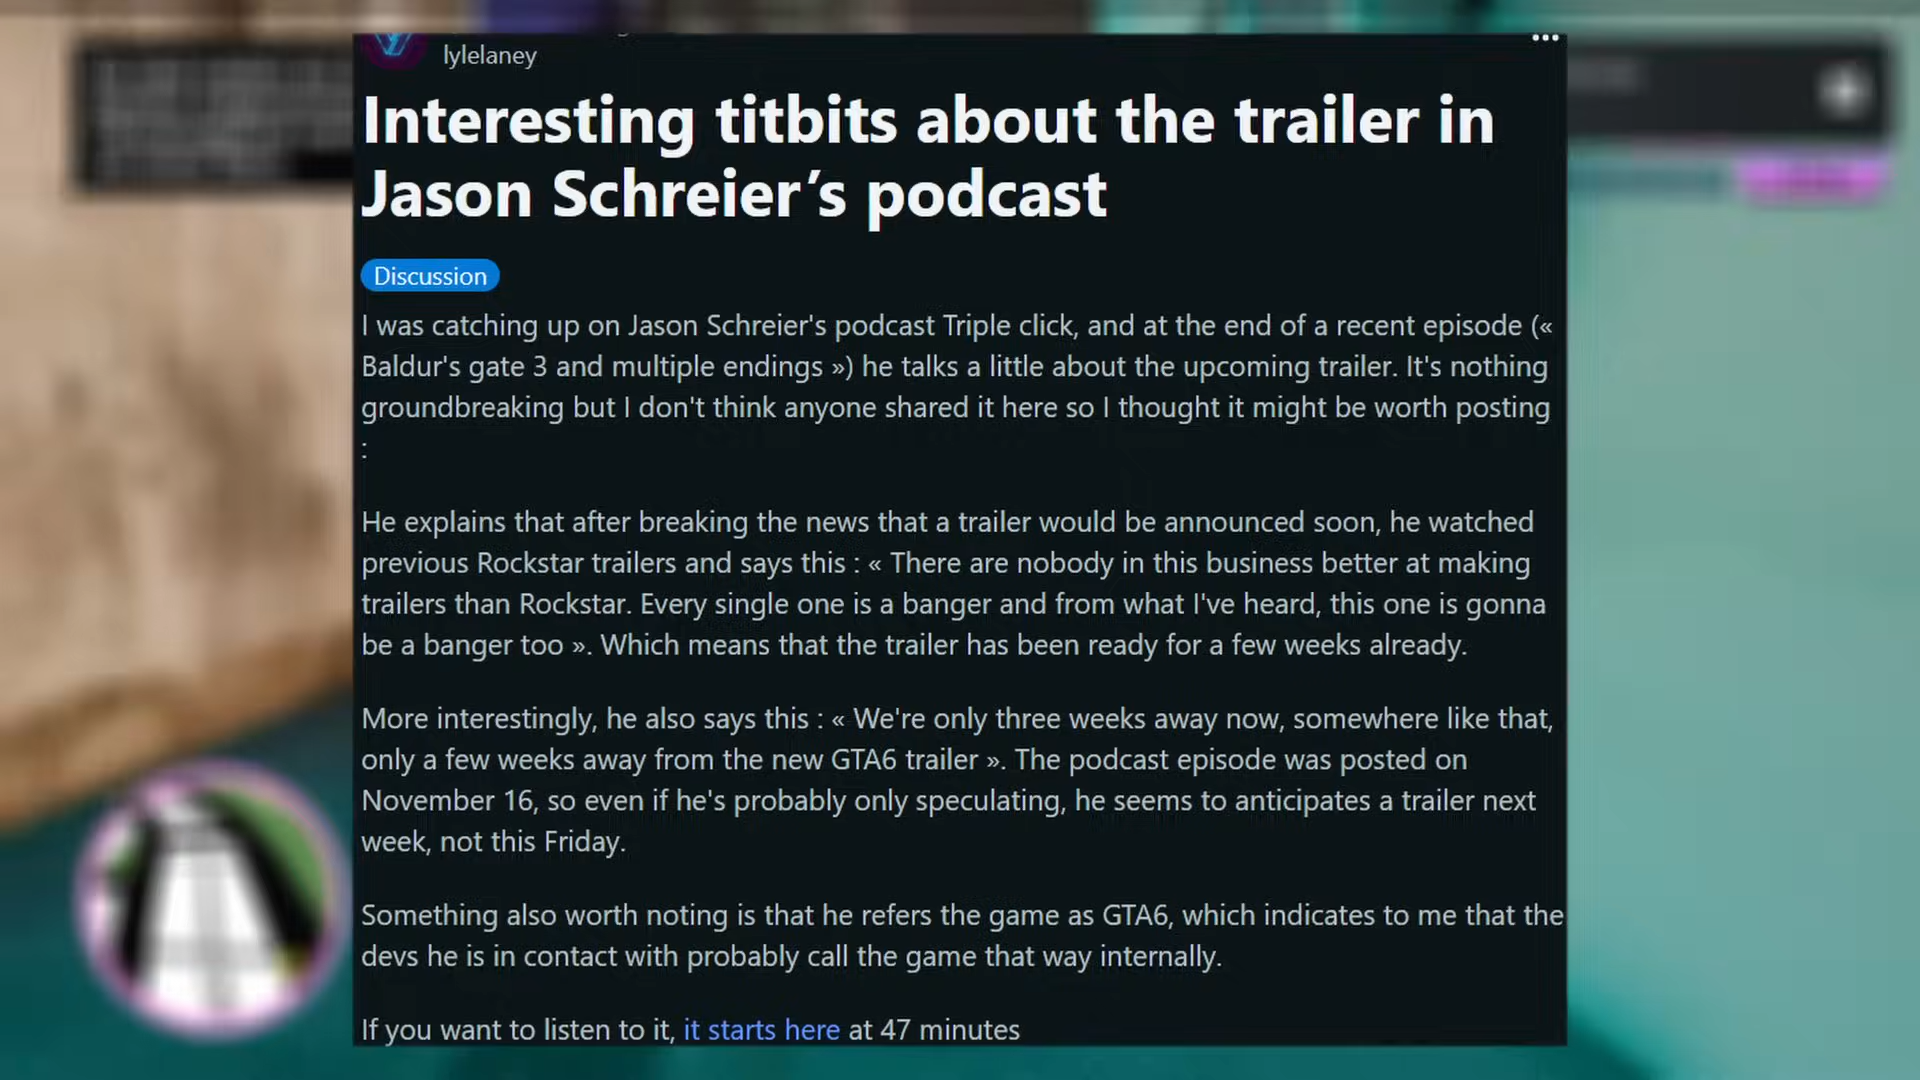 lylelaney
Interesting titbits about the trailer in
Jason Schreier’s podcast
Discussion
I was catching up on Jason Schreier's podcast Triple click, and at the end of a recent episode («
Baldur's gate 3 and multiple endings ») he talks a little about the upcoming trailer. It's nothing
groundbreaking but I don't think anyone shared it here so I thought it might be worth posting
:
He explains that after breaking the news that a trailer would be announced soon, he watched
previous Rockstar trailers and says this : « There are nobody in this business better at making
trailers than Rockstar. Every single one is a banger and from what I've heard, this one is gonna
be a banger too ». Which means that the trailer has been ready for a few weeks already.
More interestingly, he also says this : « We're only three weeks away now, somewhere like that,
only a few weeks away from the new GTA6 trailer ». The podcast episode was posted on
November 16, so even if he's probably only speculating, he seems to anticipates a trailer next
week, not this Friday.
Something also worth noting is that he refers the game as GTA6, which indicates to me that the
devs he is in contact with probably call the game that way internally.
If you want to listen to it, it starts here at 47 minutes